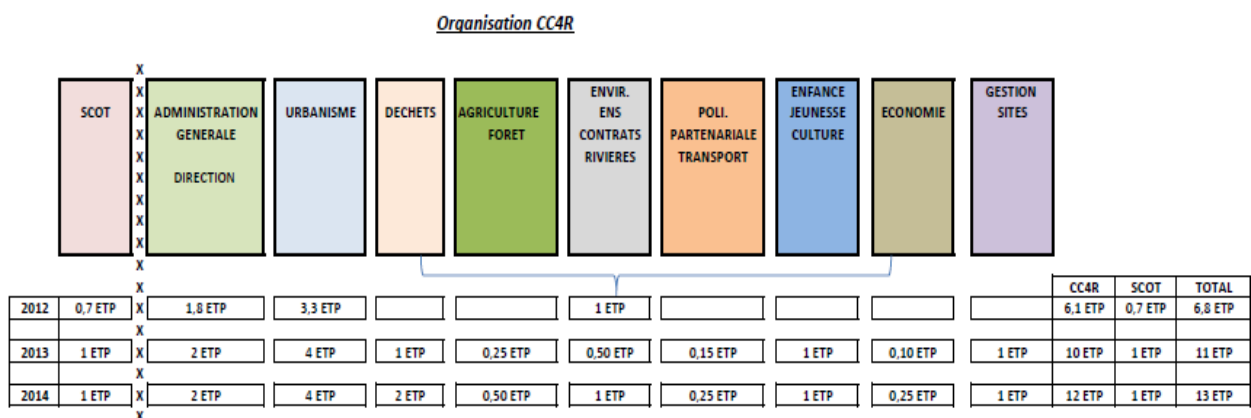 Organisation CC4R
X
X
X
X
X
X
X
X
X
X
X
SCOT
ADMINISTRATION
GENERALE
DIRECTION
URBANISME
DECHETS
AGRICULTURE
FORET
ENVIR.
ENS
CONTRATS
RIVIERES
POLI.
PARTENARIALE
TRANSPORT
ENFANCE
JEUNESSE
CULTURE
ECONOMIE
GESTION
SITES
X CC4R SCOT TOTAL
2012 0,7 ETP X 1,8 ETP 3,3 ETP 1 ETP 6,1 ETP 0,7 ETP 6,8 ETP
X
2013 1 ETP X 2 ETP 4 ETP 1 ETP 0,25 ETP 0,50 ETP 0,15 ETP 1 ETP 0,10 ETP 1 ETP 10 ETP 1 ETP 11 ETP
X
2014 1 ETP X 2 ETP 4 ETP 2 ETP 0,50 ETP 1 ETP 0,25 ETP 1 ETP 0,25 ETP 1 ETP 12 ETP 1 ETP 13 ETP
X